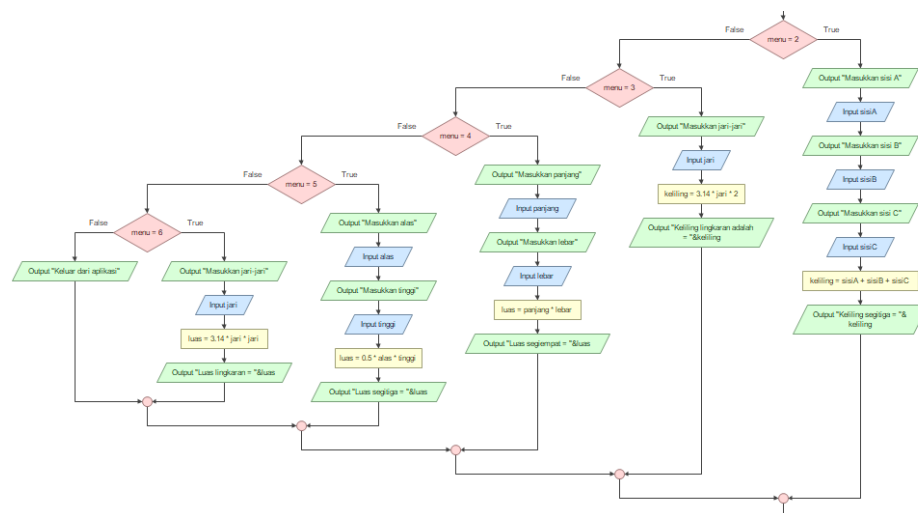 False
True
menu = 2
Output "Masukkan sisi A"
Input sisiA
Output "Masukkan sisi B"
Input sisiB
Output "Masukkan sisi C"
Input sisiC
keliling = sisiA + sisiB + sisiC
Output "Keliling segitiga = "&
keliling
False
True
menu = 3
Output "Masukkan jari-jari"
Input jari
keliling = 3.14 * jari * 2
Output "Keliling lingkaran adalah
= "&keliling
False
True
menu = 4
Output "Masukkan panjang"
Input panjang
Output "Masukkan lebar"
Input lebar
luas = panjang * lebar
Output "Luas segiempat = "&luas
False
True
menu = 5
Output "Masukkan alas"
Input alas
Output "Masukkan tinggi"
Input tinggi
luas = 0.5 * alas * tinggi
Output "Luas segitiga = "&luas
False
True
menu = 6
Output "Keluar dari aplikasi"
Output "Masukkan jari-jari"
Input jari
luas = 3.14 * jari * jari
Output "Luas lingkaran = "&luas